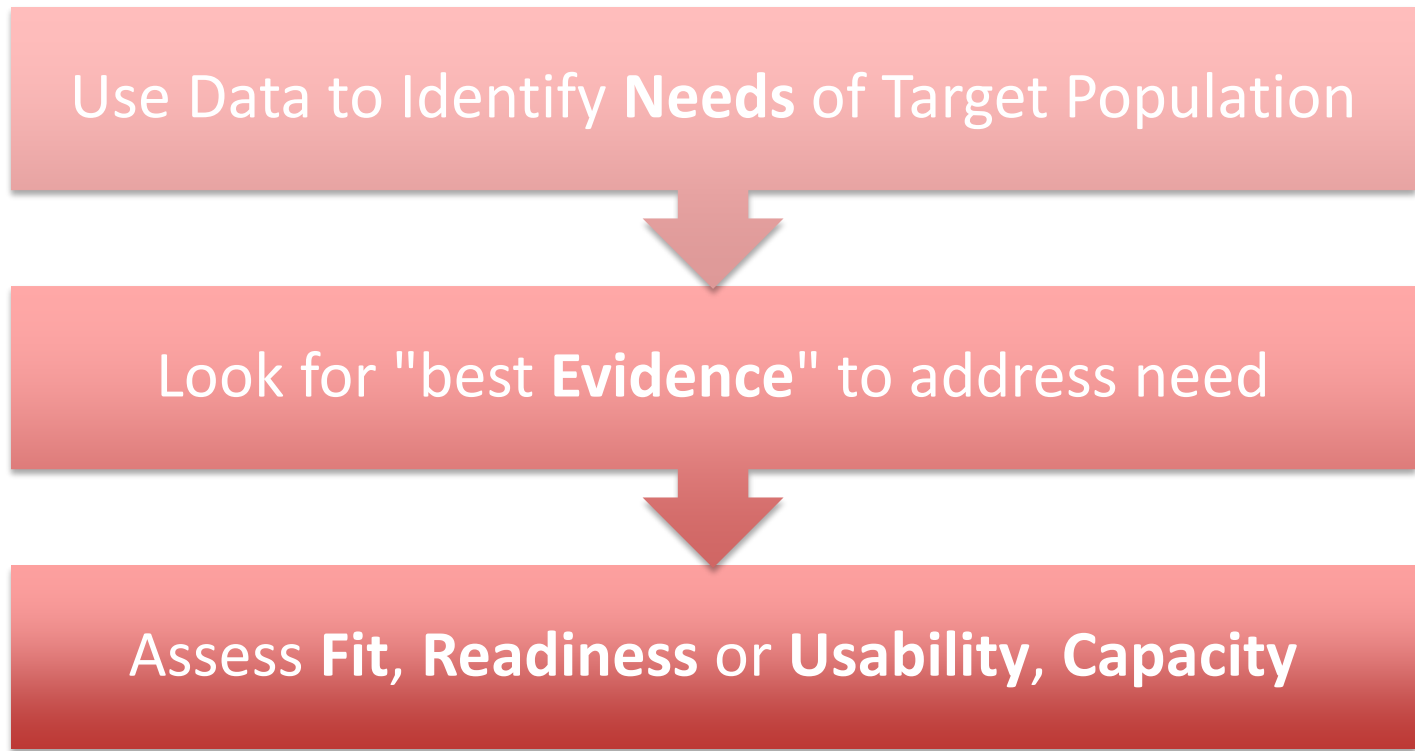 Use Data to Identify Needs of Target Population
Look for "best Evidence" to address need
Assess Fit, Readiness or Usability, Capacity